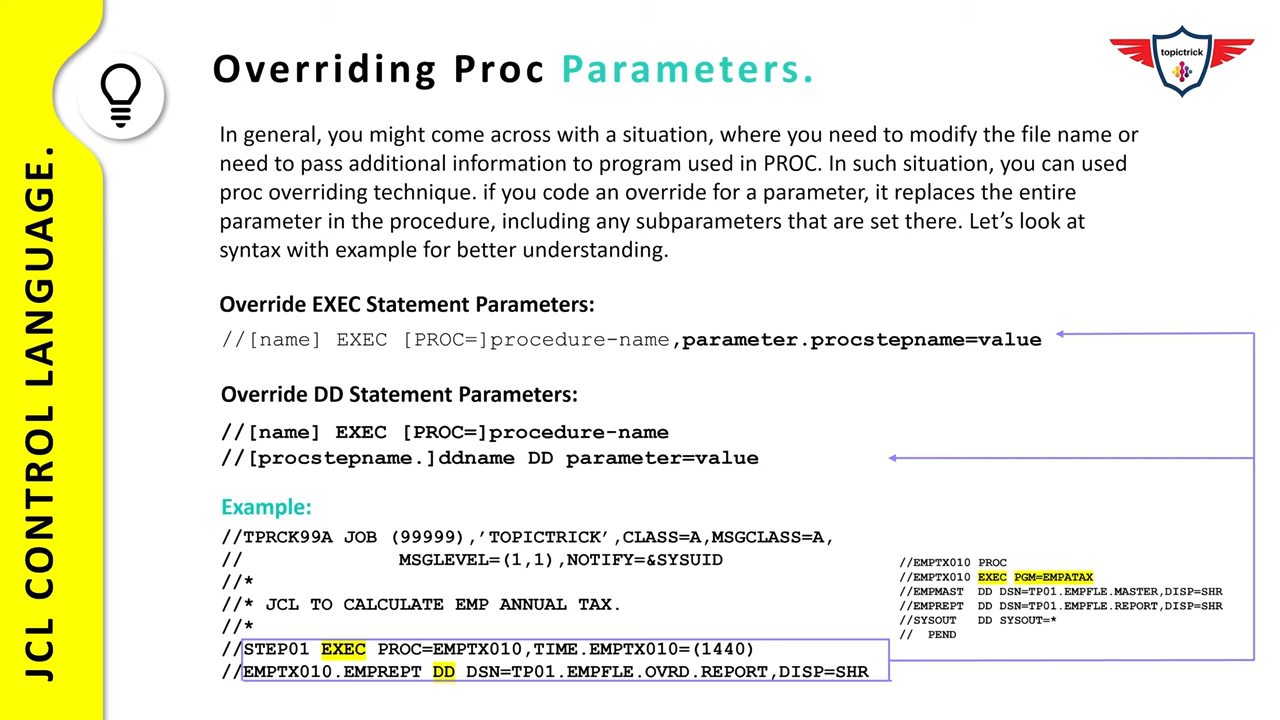 JCL CONTROL LANGUAGE.
Overriding Proc Parameters.
topictrick
In general, you might come across with a situation, where you need to modify the file name or
need to pass additional information to program used in PROC. In such situation, you can used
proc overriding technique. if you code an override for a parameter, it replaces the entire
parameter in the procedure, including any subparameters that are set there. Let’s look at
syntax with example for better understanding.
Override EXEC Statement Parameters:
//[name] EXEC [PROC=]procedure-name,parameter.procstepname=value
Override DD Statement Parameters:
//[name] EXEC [PROC=]procedure-name
//[procstepname.]ddname DD parameter=value
Example:
//TPRCK99A JOB (99999),’TOPICTRICK’,CLASS=A,MSGCLASS=A,
// MSGLEVEL=(1,1),NOTIFY=&SYSUID
//*
//* JCL TO CALCULATE EMP ANNUAL TAX.
//*
//STEP01 EXEC PROC=EMPTX010,TIME.EMPTX010=(1440)
//EMPTX010.EMPREPT DD DSN=TP01.EMPFLE.OVRD.REPORT,DISP=SHR
//EMPTX010 PROC
//EMPTX010 EXEC PGM=EMPATAX
//EMPMAST DD DSN=TP01.EMPFLE.MASTER,DISP=SHR
//EMPREPT DD DSN=TP01.EMPFLE.REPORT,DISP=SHR
//SYSOUT DD SYSOUT=*
// PEND